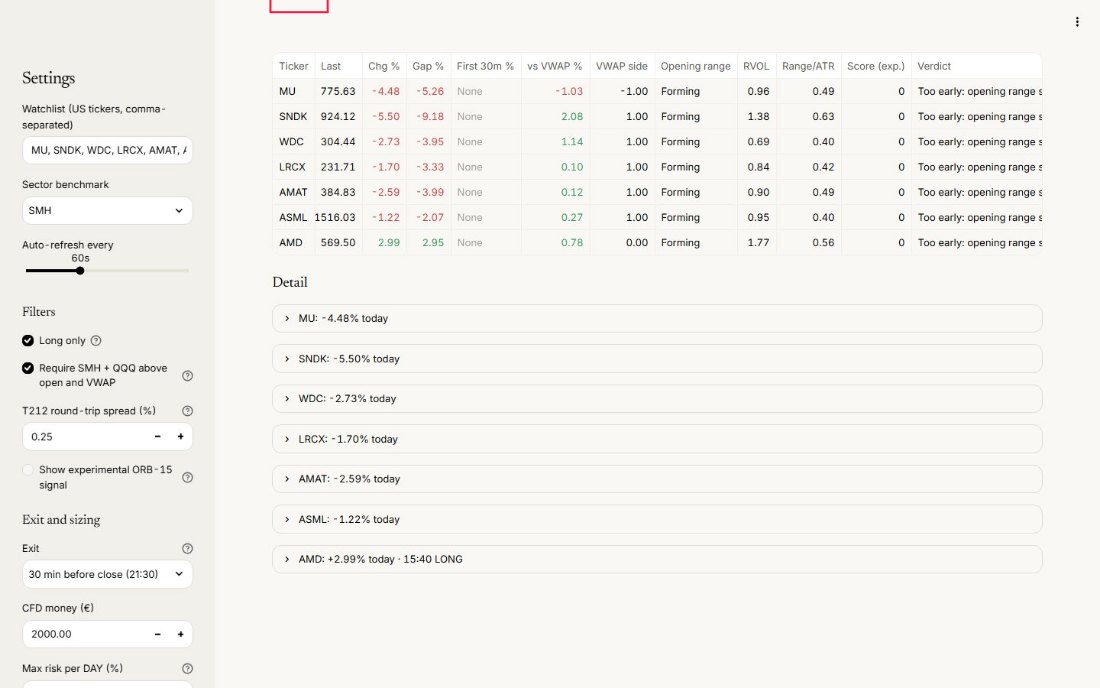 Settings
Watchlist (US tickers, comma-
separated)
MU, SNDK, WDC, LRCX, AMAT,
Sector benchmark
SMH
Auto-refresh every
60s
Filters
Long only
Require SMH + QQQ above
open and VWAP
T212 round-trip spread (%)
0.25
Show experimental ORB-15
signal
Exit and sizing
Exit
30 min before close (21:30)
CFD money (€)
2000.00
Max risk per DAY (%)
Ticker Last Chg % Gap % First 30m % vs VWAP % VWAP side Opening range RVOL Range/ATR Score (exp.) Verdict
MU 775.63 -4.48 -5.26 None -1.03 -1.00 Forming 0.96 0.49 0 Too early: opening range s
SNDK 924.12 -5.50 -9.18 None 2.08 1.00 Forming 1.38 0.63 0 Too early: opening range s
WDC 304.44 -2.73 -3.95 None 1.14 1.00 Forming 0.69 0.40 0 Too early: opening range s
LRCX 231.71 -1.70 -3.33 None 0.10 1.00 Forming 0.84 0.42 0 Too early: opening range s
AMAT 384.83 -2.59 -3.99 None 0.12 1.00 Forming 0.90 0.49 0 Too early: opening range s
ASML 1516.03 -1.22 -2.07 None 0.27 1.00 Forming 0.95 0.40 0 Too early: opening range s
AMD 569.50 2.99 2.95 None 0.78 0.00 Forming 1.77 0.56 0 Too early: opening range s
Detail
MU: -4.48% today
SNDK: -5.50% today
WDC: -2.73% today
LRCX: -1.70% today
AMAT: -2.59% today
ASML: -1.22% today
AMD: +2.99% today · 15:40 LONG